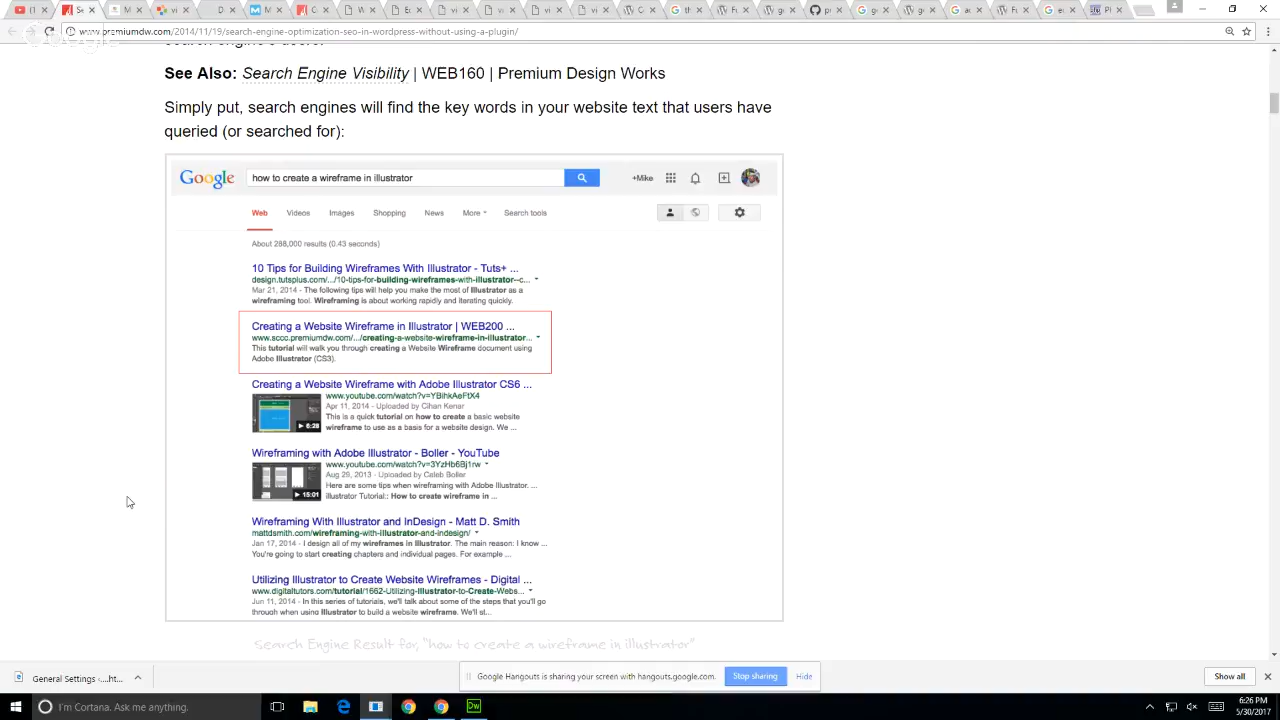 www.premiumdw.com/2014/11/19/search-engine-optimization-seo-in-wordpress-without-using-a-plugin/
search engine's users.
See Also: Search Engine Visibility | WEB160 | Premium Design Works
Simply put, search engines will find the key words in your website text that users have
queried (or searched for):
Google how to create a wireframe in illustrator +Mike
Web Videos Images Shopping News More Search tools
About 288,000 results (0.43 seconds)
10 Tips for Building Wireframes With Illustrator - Tuts+ ...
design.tutsplus.com/.../10-tips-for-building-wireframes-with-illustrator--c...
Mar 21, 2014 - The following tips will help you make the most of Illustrator as a
wireframing tool. Wireframing is about working rapidly and iterating quickly.
Creating a Website Wireframe in Illustrator | WEB200 ...
www.sccc.premiumdw.com/.../creating-a-website-wireframe-in-illustrator...
This tutorial will walk you through creating a Website Wireframe document using
Adobe Illustrator (CS3).
Creating a Website Wireframe with Adobe Illustrator CS6 ...
www.youtube.com/watch?v=YBihkAeFtX4
Apr 11, 2014 - Uploaded by Cihan Kenar
This is a quick tutorial on how to create a basic website
wireframe to use as a basis for a website design. We ...
6:28
Wireframing with Adobe Illustrator - Boller - YouTube
www.youtube.com/watch?v=3YzHb6Bj1rw
Aug 29, 2013 - Uploaded by Caleb Boller
Here are some tips when wireframing with Adobe Illustrator. ...
illustrator Tutorial:: How to create wireframe in ...
15:01
Wireframing With Illustrator and InDesign - Matt D. Smith
mattdsmith.com/wireframing-with-illustrator-and-indesign/
Jan 17, 2014 - I design all of my wireframes in Illustrator. The main reason: I know ...
You're going to start creating chapters and individual pages. For example ...
Utilizing Illustrator to Create Website Wireframes - Digital ...
www.digitaltutors.com/tutorial/1662-Utilizing-Illustrator-to-Create-Webs...
Jun 11, 2014 - In this series of tutorials, we'll talk about some of the steps that you'll go
through when using Illustrator to build a website wireframe. We'll st...
Search Engine Result for, "how to create a wireframe in illustrator"
General Settings ‹...ht... Google Hangouts is sharing your screen with hangouts.google.com. Stop sharing Hide Show all
I'm Cortana. Ask me anything. Dw 6:26 PM
5/30/2017